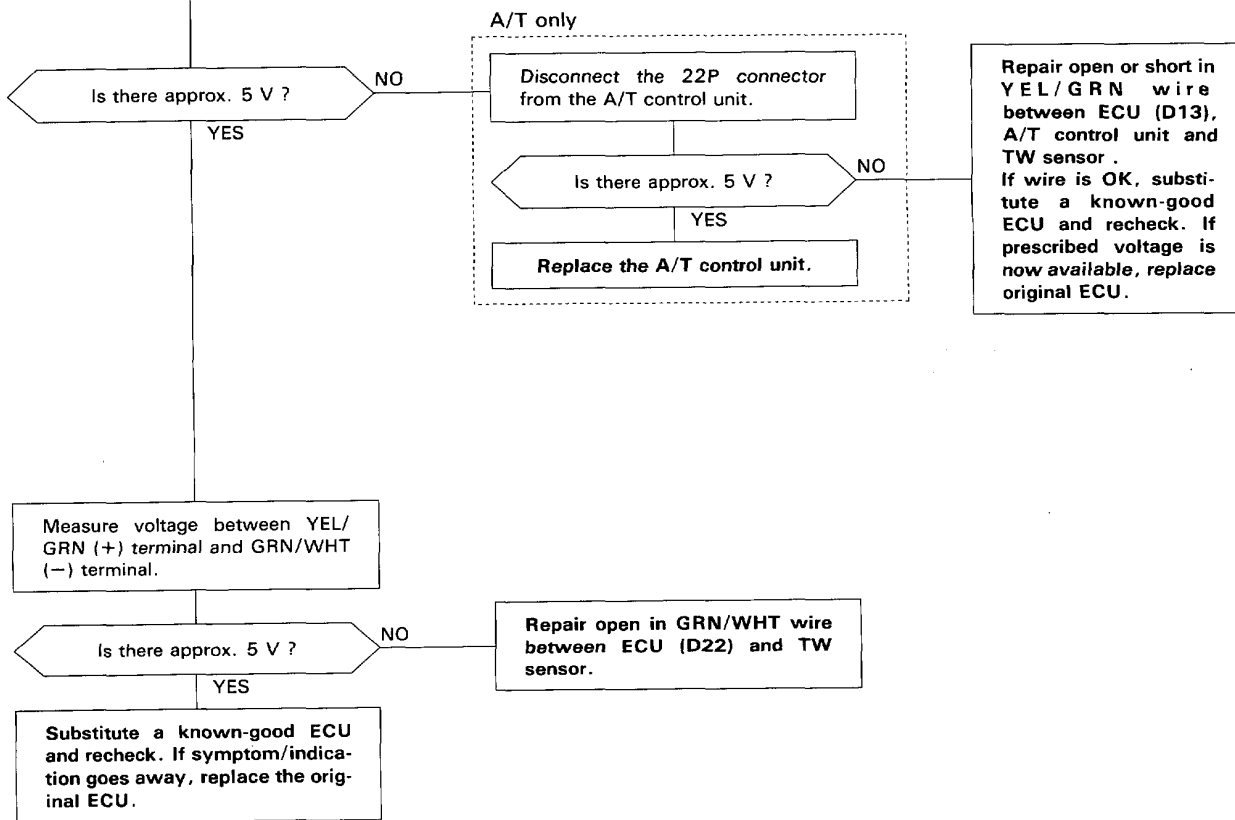 A/T only
Is there approx. 5 V ?
NO
YES
Disconnect the 22P connector
from the A/T control unit.
Is there approx. 5 V ?
NO
YES
Replace the A/T control unit.
Repair open or short in
YEL/GRN wire
between ECU (D13),
A/T control unit and
TW sensor .
If wire is OK, substi-
tute a known-good
ECU and recheck. If
prescribed voltage is
now available, replace
original ECU.
Measure voltage between YEL/
GRN (+) terminal and GRN/WHT
(−) terminal.
Is there approx. 5 V ?
NO
YES
Repair open in GRN/WHT wire
between ECU (D22) and TW
sensor.
Substitute a known-good ECU
and recheck. If symptom/indica-
tion goes away, replace the orig-
inal ECU.